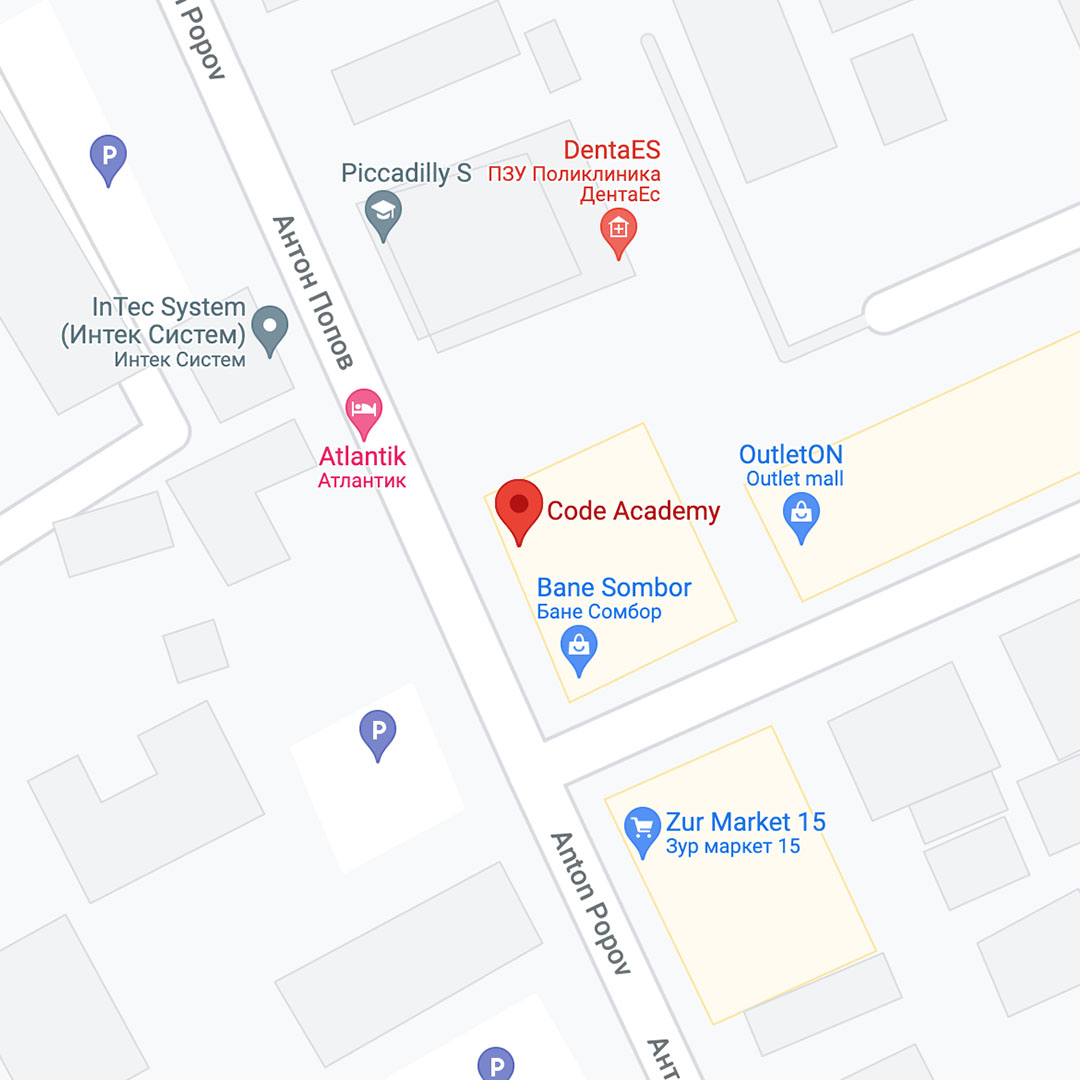 n Popov
P
DentaES
ПЗУ Поликлиника
ДентаЕс
Piccadilly S
Антон Попов
InTec System
(Интек Систем)
Интек Систем
Atlantik
Атлантик
OutletON
Outlet mall
Code Academy
Bane Sombor
Бане Сомбор
P
Zur Market 15
Зур маркет 15
Anton Popov
Ант
P